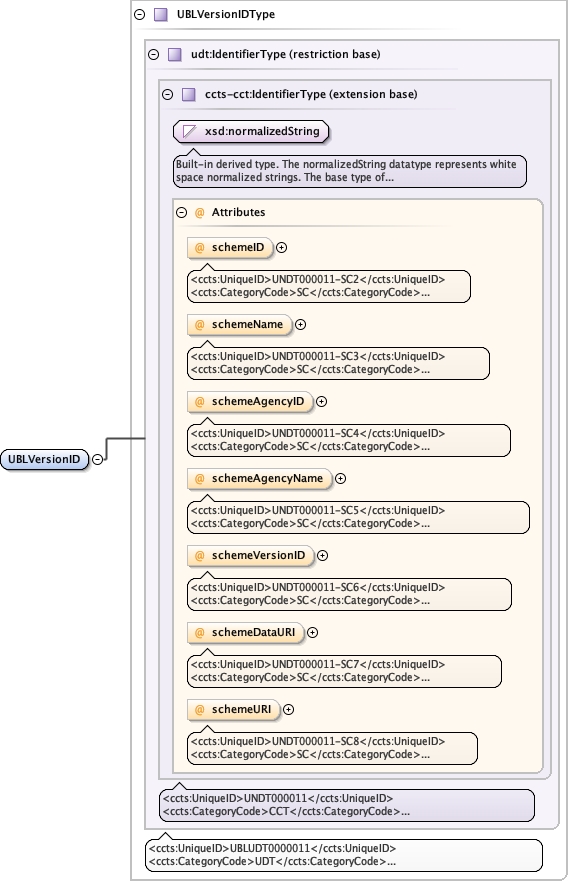 UBLVersionIDType
udt:IdentifierType (restriction base)
ccts-cct:IdentifierType (extension base)
xsd:normalizedString
Built-in derived type. The normalizedString datatype represents white
space normalized strings. The base type of...
@ Attributes
@ schemeID
<ccts:UniqueID>UNDT000011-SC2</ccts:UniqueID>
<ccts:CategoryCode>SC</ccts:CategoryCode>...
@ schemeName
<ccts:UniqueID>UNDT000011-SC3</ccts:UniqueID>
<ccts:CategoryCode>SC</ccts:CategoryCode>...
@ schemeAgencyID
<ccts:UniqueID>UNDT000011-SC4</ccts:UniqueID>
<ccts:CategoryCode>SC</ccts:CategoryCode>...
@ schemeAgencyName
<ccts:UniqueID>UNDT000011-SC5</ccts:UniqueID>
<ccts:CategoryCode>SC</ccts:CategoryCode>...
UBLVersionID
@ schemeVersionID
<ccts:UniqueID>UNDT000011-SC6</ccts:UniqueID>
<ccts:CategoryCode>SC</ccts:CategoryCode>...
@ schemeDataURI
<ccts:UniqueID>UNDT000011-SC7</ccts:UniqueID>
<ccts:CategoryCode>SC</ccts:CategoryCode>...
@ schemeURI
<ccts:UniqueID>UNDT000011-SC8</ccts:UniqueID>
<ccts:CategoryCode>SC</ccts:CategoryCode>...
<ccts:UniqueID>UNDT000011</ccts:UniqueID>
<ccts:CategoryCode>CCT</ccts:CategoryCode>...
<ccts:UniqueID>UBLUDT0000011</ccts:UniqueID>
<ccts:CategoryCode>UDT</ccts:CategoryCode>...